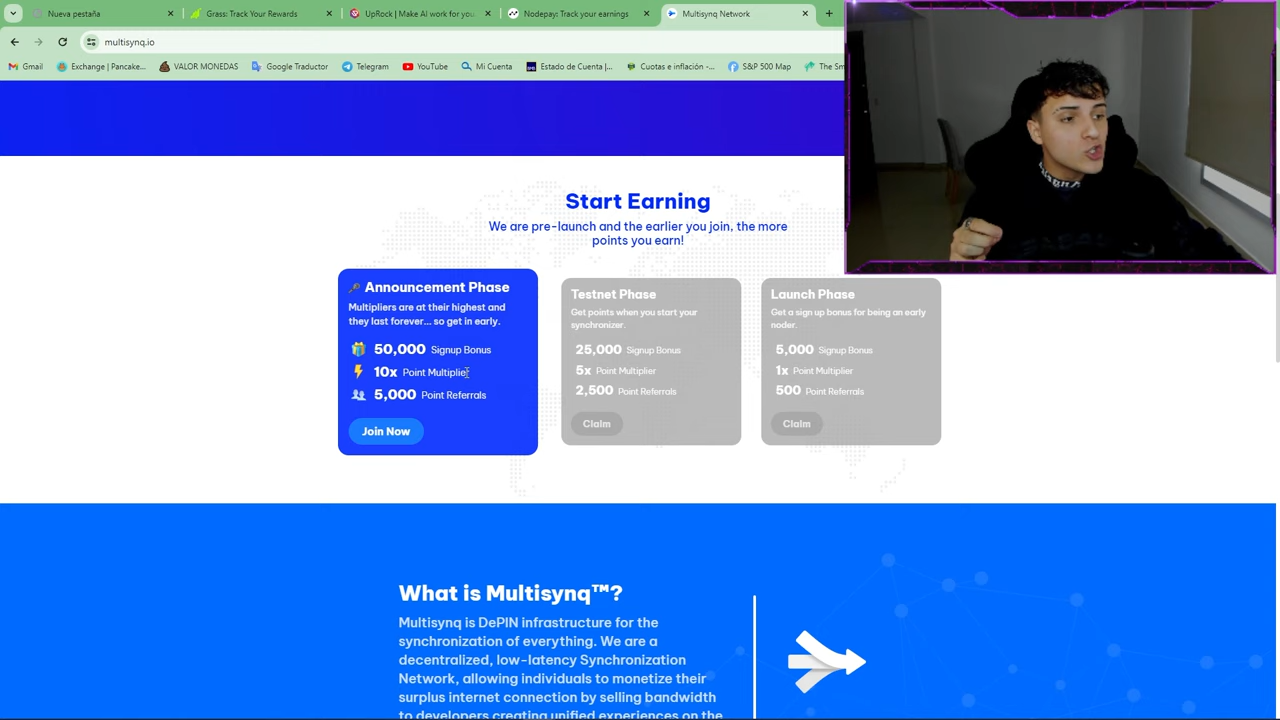 Nueva pestaña
Grass: Track Your Rewards
UpRock | Make AI work for you
Nodepay: Track your earnings
Multisynq Network
multisynq.io
Gmail
Exchange | Pancake...
VALOR MONEDAS
Google Traductor
Telegram
YouTube
Mi Cuenta
Estado de Cuenta |...
Cuotas e inflación -...
S&P 500 Map
The Sm
Start Earning
We are pre-launch and the earlier you join, the more
points you earn!
Announcement Phase
Multipliers are at their highest and
they last forever... so get in early.
50,000 Signup Bonus
10x Point Multiplier
5,000 Point Referrals
Join Now
Testnet Phase
Get points when you start your
synchronizer.
25,000 Signup Bonus
5x Point Multiplier
2,500 Point Referrals
Claim
Launch Phase
Get a sign up bonus for being an early
noder.
5,000 Signup Bonus
1x Point Multiplier
500 Point Referrals
Claim
What is Multisynq™?
Multisynq is DePIN infrastructure for the
synchronization of everything. We are a
decentralized, low-latency Synchronization
Network, allowing individuals to monetize their
surplus internet connection by selling bandwidth
to developers creating unified experiences on the